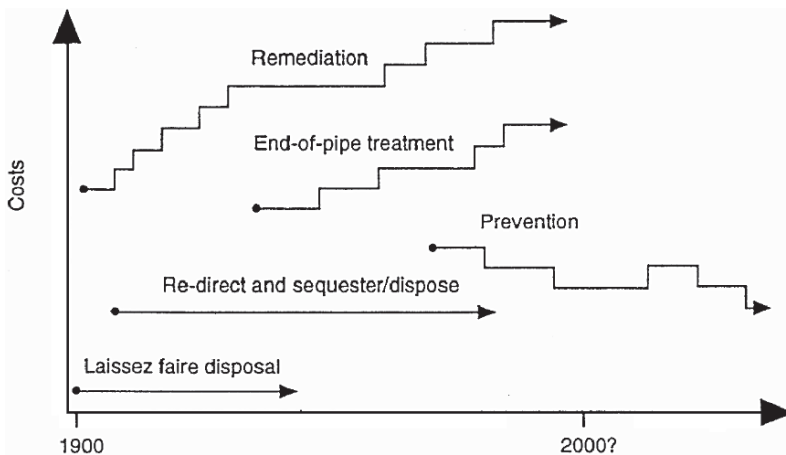 Remediation
End-of-pipe treatment
Costs
Prevention
Re-direct and sequester/dispose
Laissez faire disposal
1900
2000?